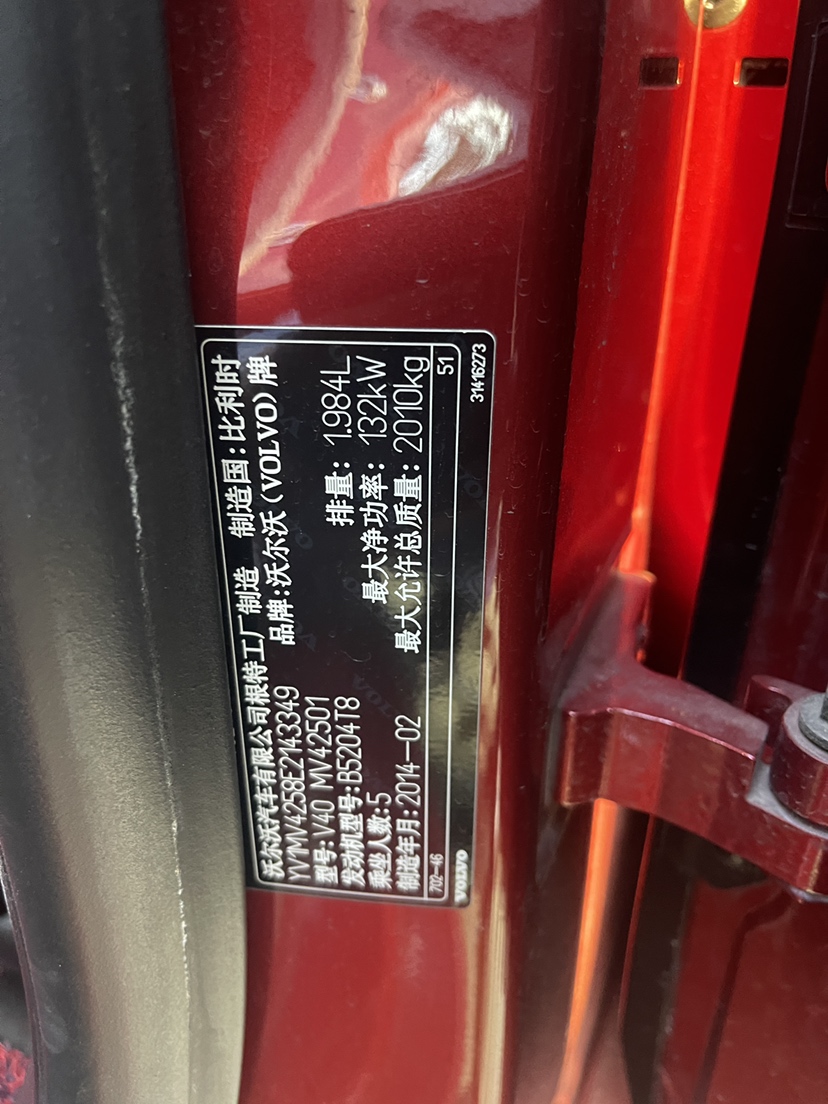 沃尔沃汽车有限公司根特工厂制造 制造国:比利时
YV1MV4258E2143349 品牌:沃尔沃(VOLVO)牌
型号:V40 MV42501 排量: 1.984L
发动机型号:B5204T8 最大净功率: 132kW
乘坐人数:5 最大允许总质量: 2010kg
制造年月:2014-02
702-46 51
VOLVO 31416273